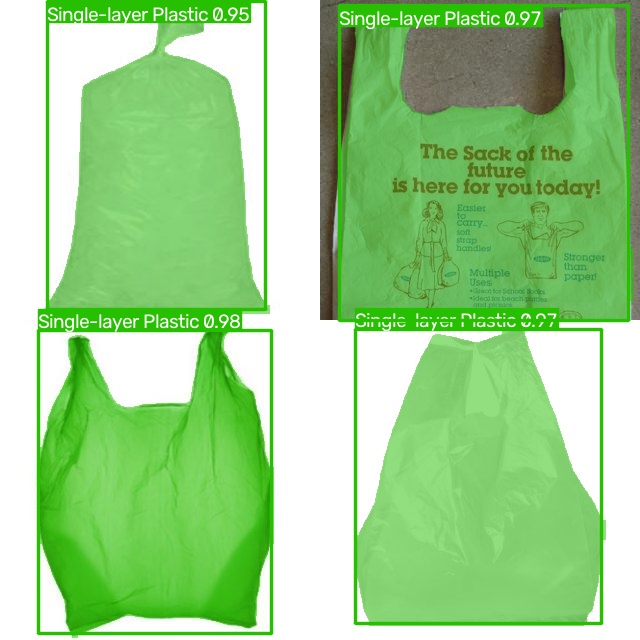 Single-layer Plastic 0.95
Single-layer Plastic 0.97
The Sack of the
future
is here for you today!
Easier
to
carry...
soft
strap
handles!
Stronger
than
paper!
Multiple
Uses
Single-layer Plastic 0.98
Single-layer Plastic 0.97